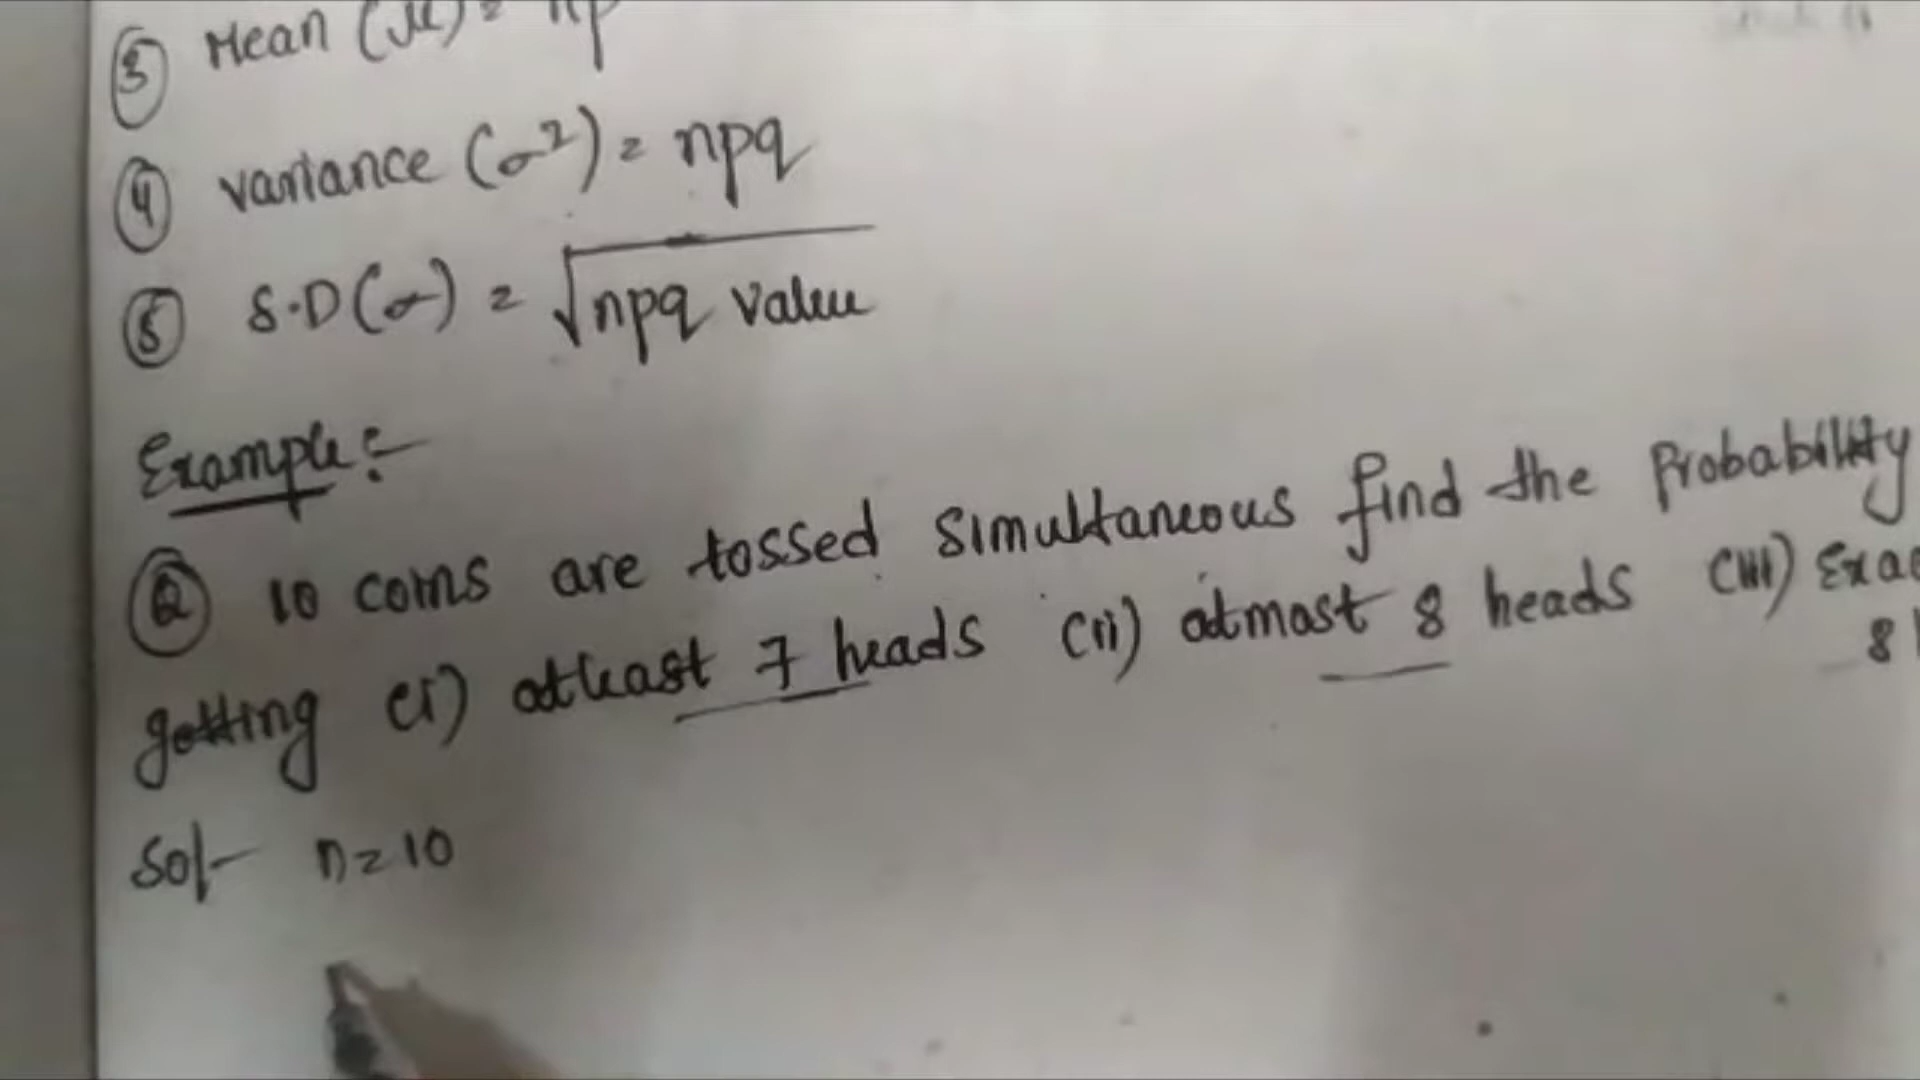 ③ Mean (μ) = np
④ variance (σ²) = npq
⑤ S.D(σ) = √npq value
Example:-
Ⓠ 10 coins are tossed simultaneous find the probability
getting (i) atleast 7 heads (ii) atmost 8 heads (iii) Exac
8
Sol- n=10